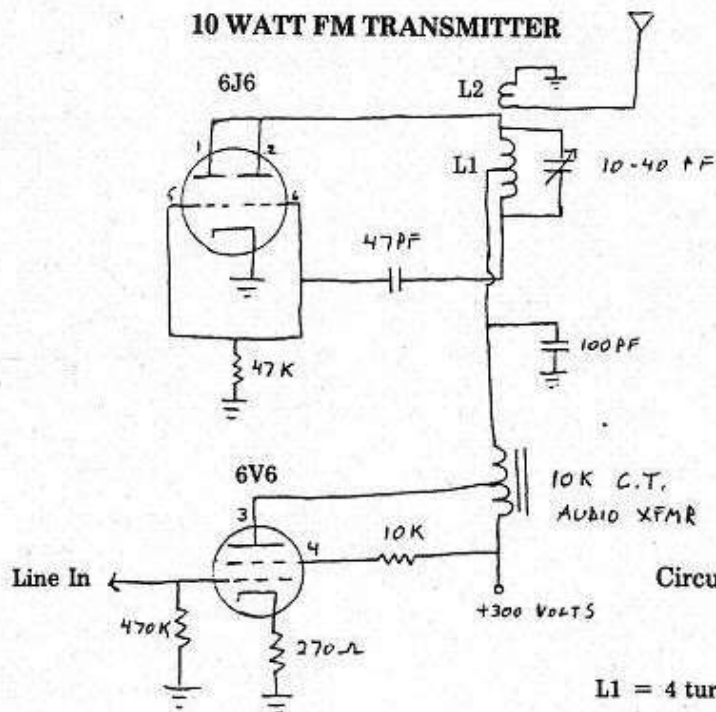 10 WATT FM TRANSMITTER
6J6
L2
1
2
L1
10-40 PF
5
6
47PF
47K
100PF
6V6
10K C.T.
AUDIO XFMR
3
4
10K
Line In
Circu
+300 VOLTS
470K
270Ω
L1 = 4 tur